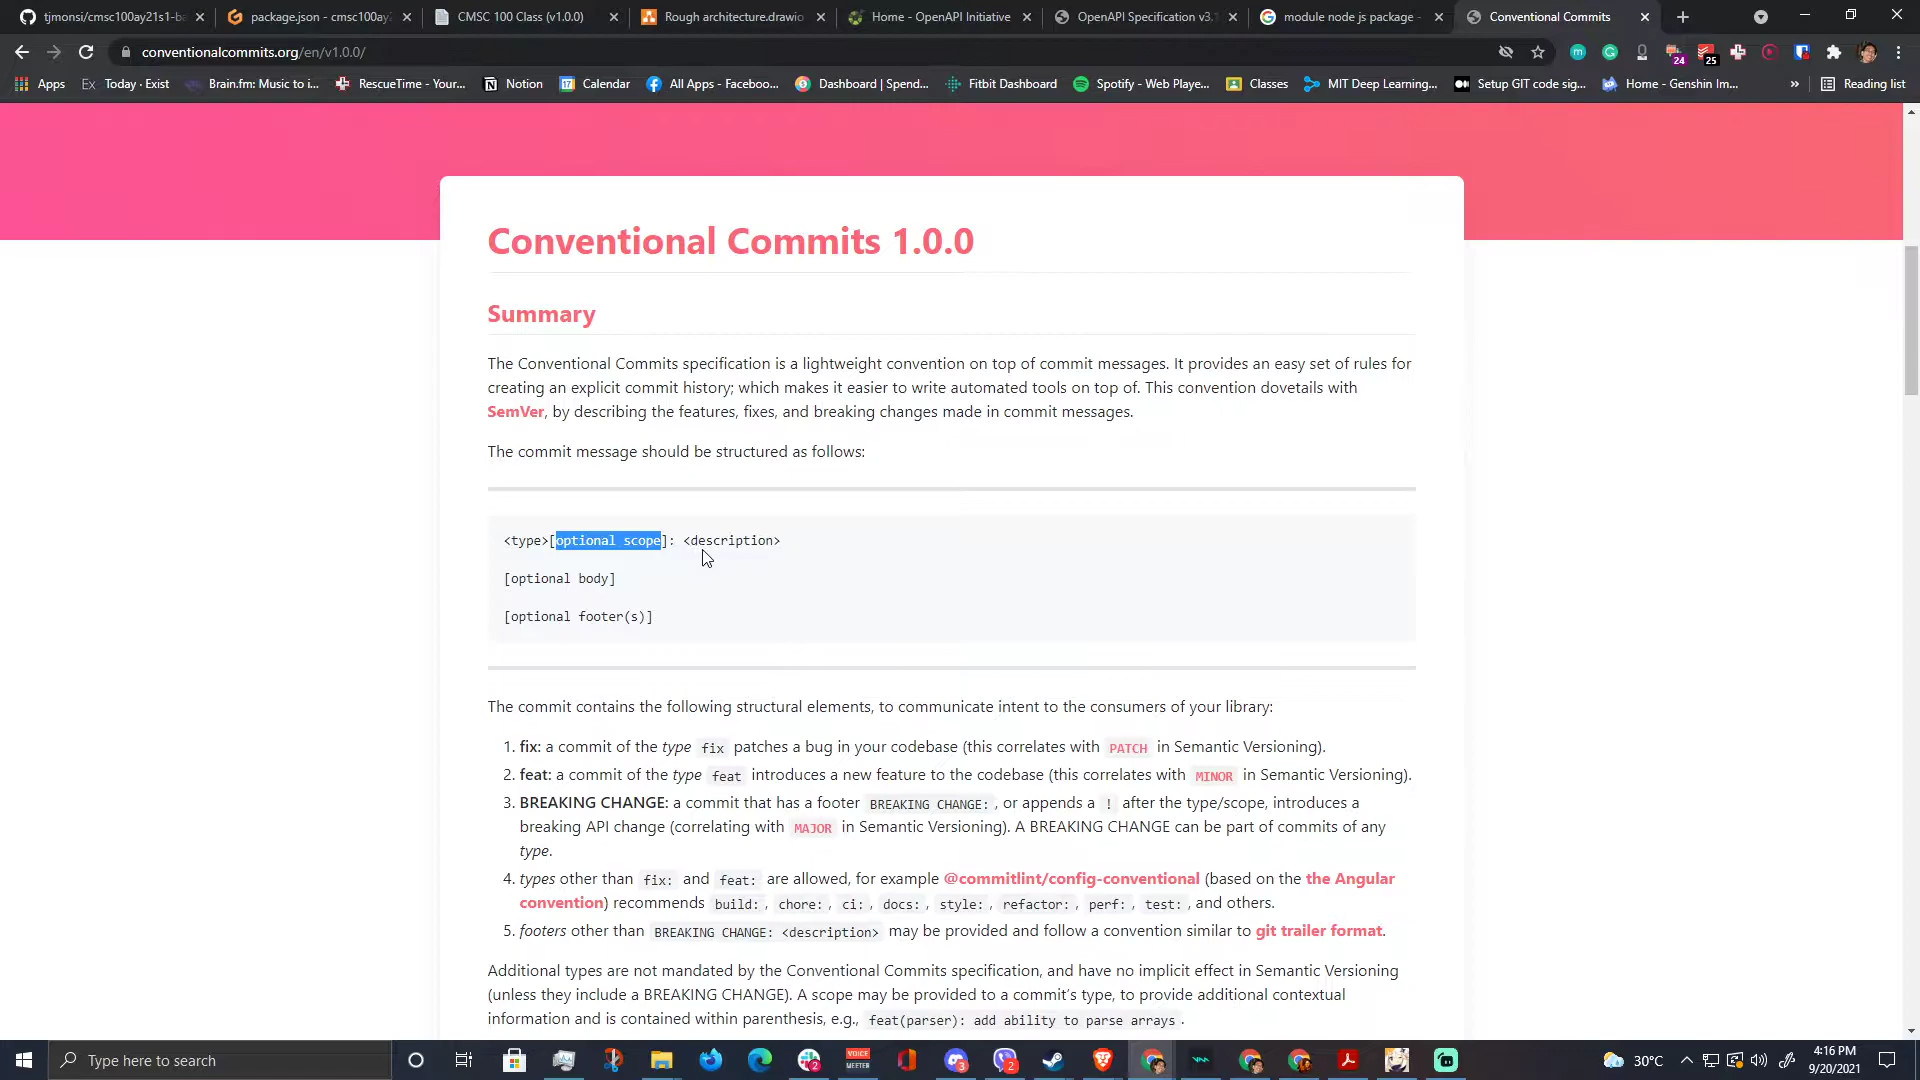 tjmonsi/cmsc100ay21s1-ba
package.json - cmsc100ay2
CMSC 100 Class (v1.0.0)
Rough architecture.drawio
Home - OpenAPI Initiative
OpenAPI Specification v3.1
module node js package -
Conventional Commits
conventionalcommits.org/en/v1.0.0/
24
25
Apps
Ex Today · Exist
Brain.fm: Music to i...
RescueTime - Your...
Notion
Calendar
All Apps - Faceboo...
Dashboard | Spend...
Fitbit Dashboard
Spotify - Web Playe...
Classes
MIT Deep Learning...
Setup GIT code sig...
Home - Genshin Im...
»
Reading list
Conventional Commits 1.0.0
Summary
The Conventional Commits specification is a lightweight convention on top of commit messages. It provides an easy set of rules for
creating an explicit commit history; which makes it easier to write automated tools on top of. This convention dovetails with
SemVer, by describing the features, fixes, and breaking changes made in commit messages.
The commit message should be structured as follows:
<type>[optional scope]: <description>
[optional body]
[optional footer(s)]
The commit contains the following structural elements, to communicate intent to the consumers of your library:
1. fix: a commit of the type fix patches a bug in your codebase (this correlates with PATCH in Semantic Versioning).
2. feat: a commit of the type feat introduces a new feature to the codebase (this correlates with MINOR in Semantic Versioning).
3. BREAKING CHANGE: a commit that has a footer BREAKING CHANGE: , or appends a ! after the type/scope, introduces a
breaking API change (correlating with MAJOR in Semantic Versioning). A BREAKING CHANGE can be part of commits of any
type.
4. types other than fix: and feat: are allowed, for example @commitlint/config-conventional (based on the the Angular
convention) recommends build: , chore: , ci: , docs: , style: , refactor: , perf: , test: , and others.
5. footers other than BREAKING CHANGE: <description> may be provided and follow a convention similar to git trailer format.
Additional types are not mandated by the Conventional Commits specification, and have no implicit effect in Semantic Versioning
(unless they include a BREAKING CHANGE). A scope may be provided to a commit's type, to provide additional contextual
information and is contained within parenthesis, e.g., feat(parser): add ability to parse arrays .
Type here to search
2
VOICE
MEETER
3
2
30°C
4:16 PM
9/20/2021